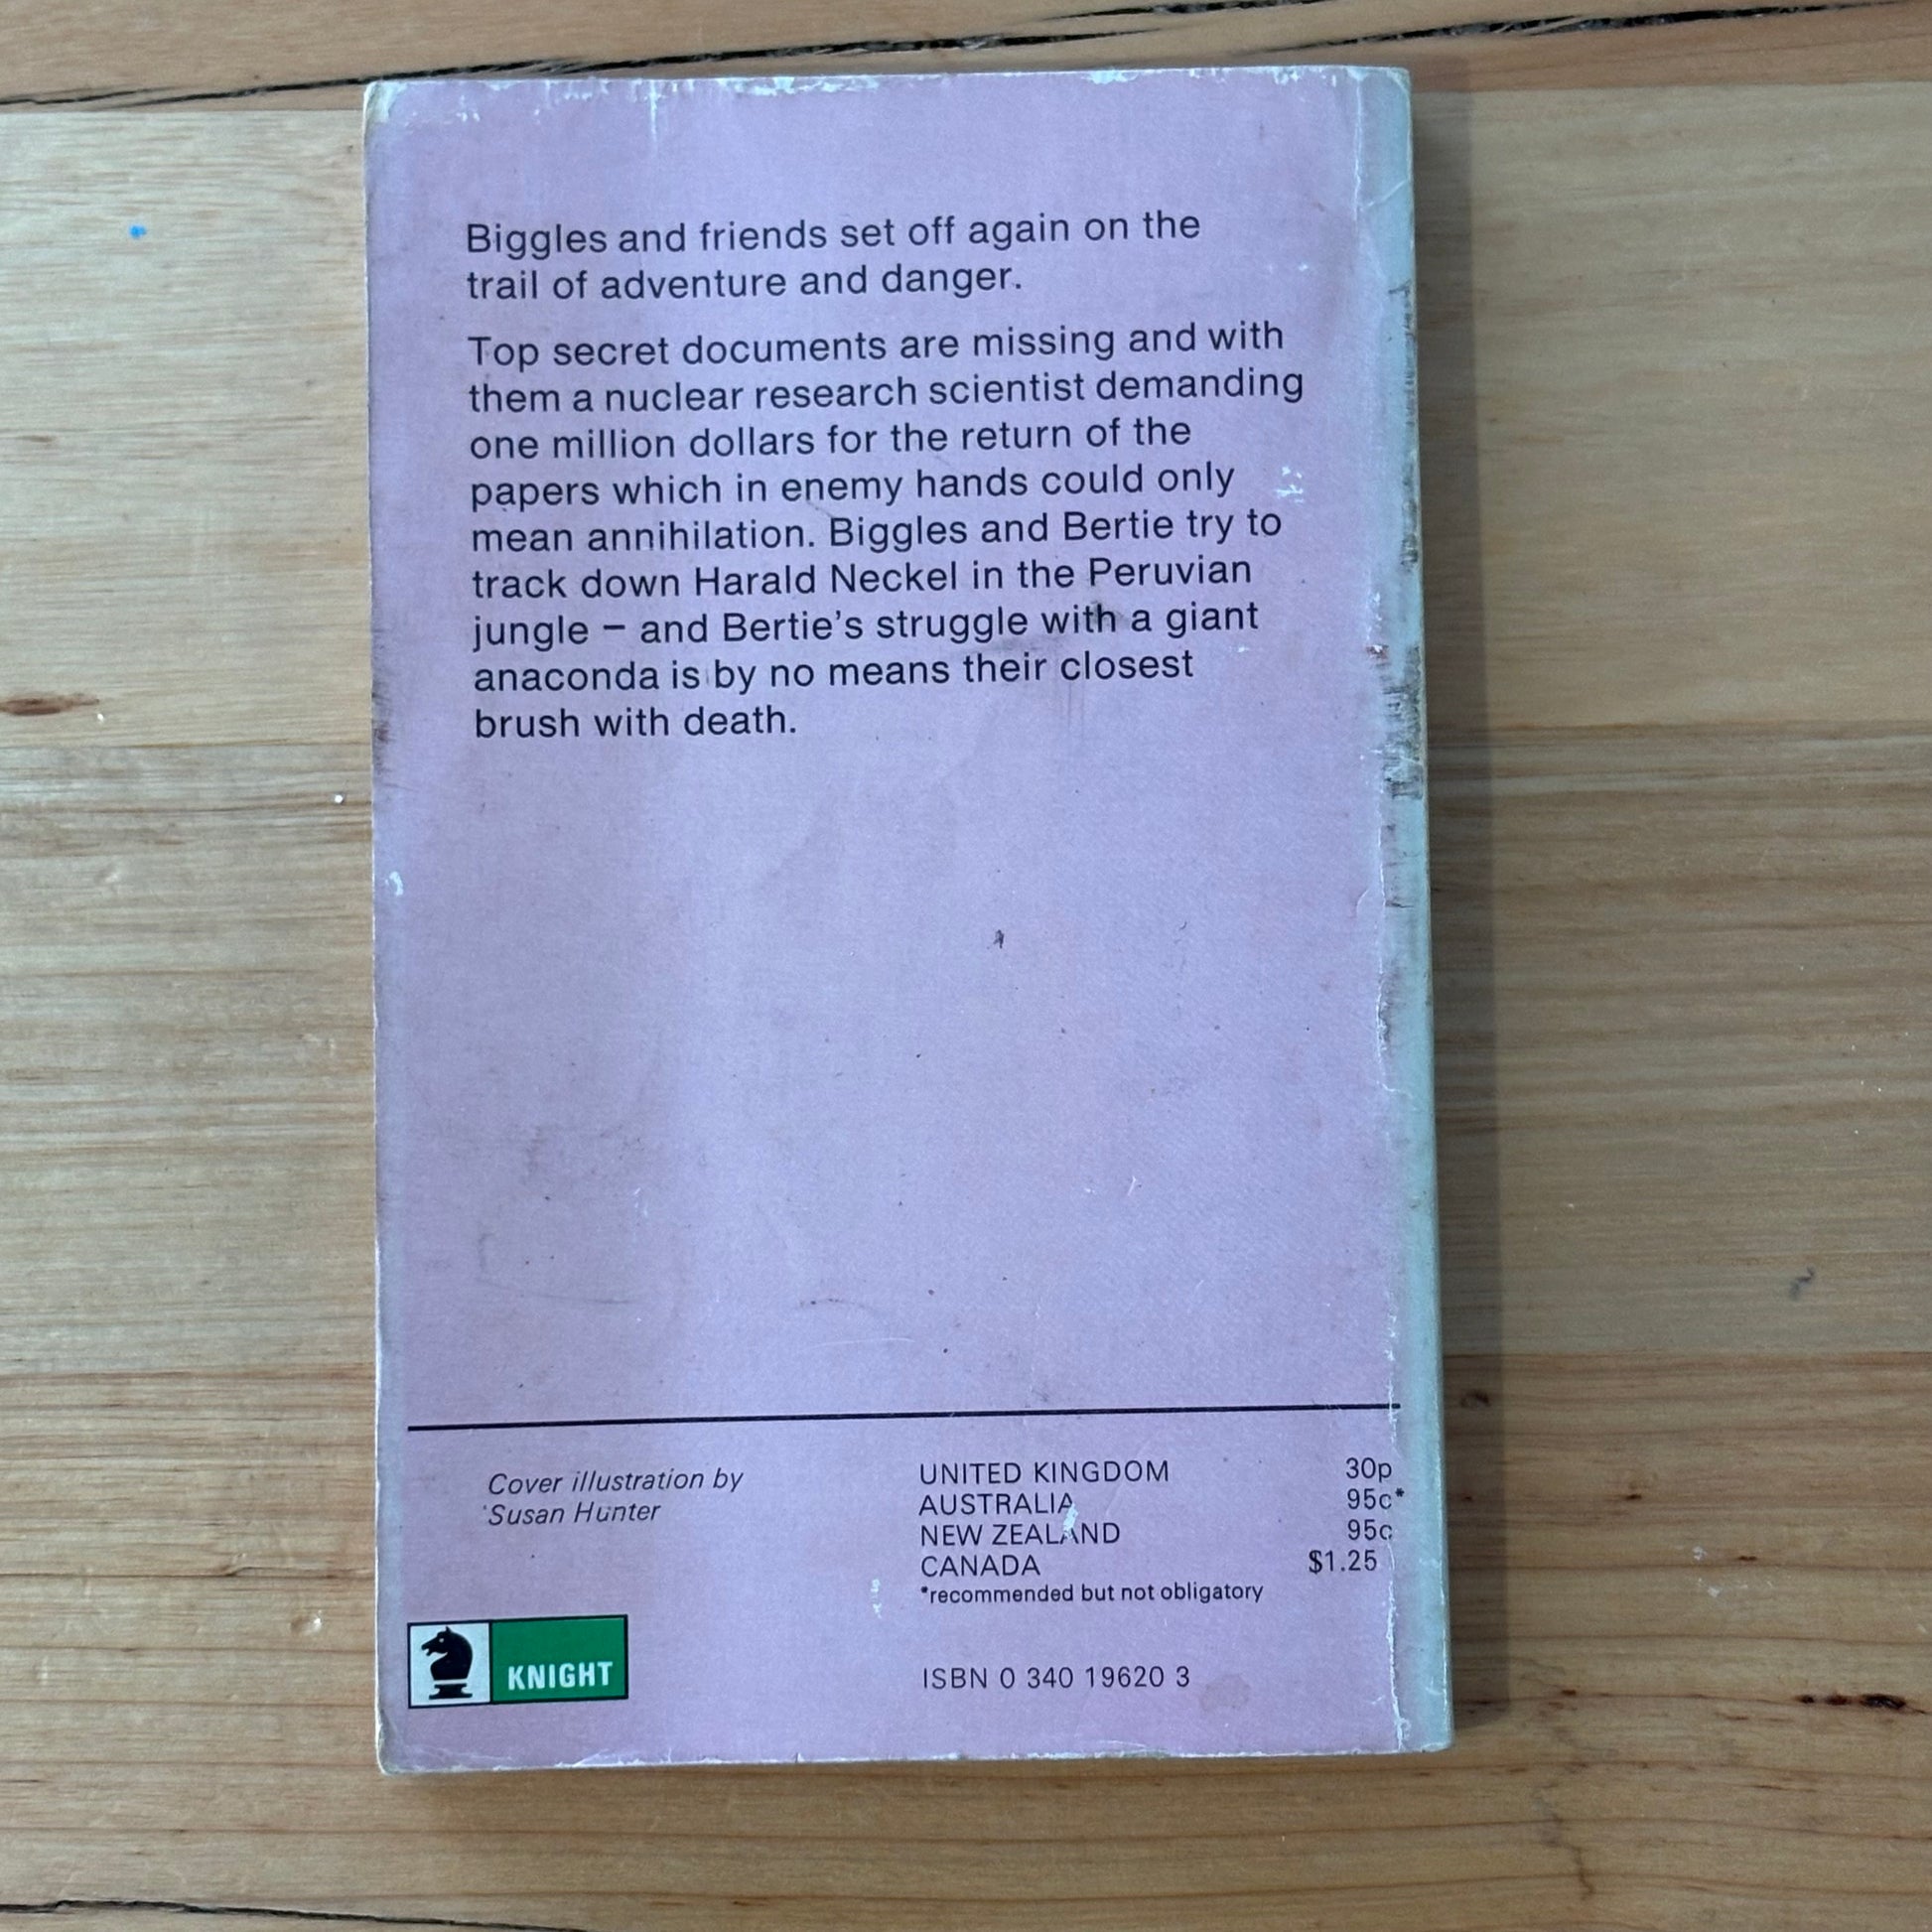 Biggles and friends set off again on the
trail of adventure and danger.
Top secret documents are missing and with
them a nuclear research scientist demanding
one million dollars for the return of the
papers which in enemy hands could only
mean annihilation. Biggles and Bertie try to
track down Harald Neckel in the Peruvian
jungle – and Bertie's struggle with a giant
anaconda is by no means their closest
brush with death.
Cover illustration by
Susan Hunter
UNITED KINGDOM 30p
AUSTRALIA 95c*
NEW ZEALAND 95c
CANADA $1.25
*recommended but not obligatory
KNIGHT
ISBN 0 340 19620 3